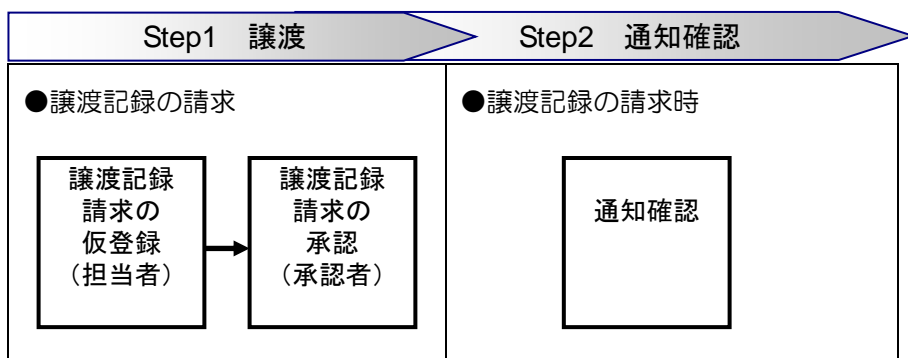 Step1 譲渡
Step2 通知確認
●譲渡記録の請求
●譲渡記録の請求時
譲渡記録
請求の
仮登録
（担当者）
譲渡記録
請求の
承認
（承認者）
通知確認